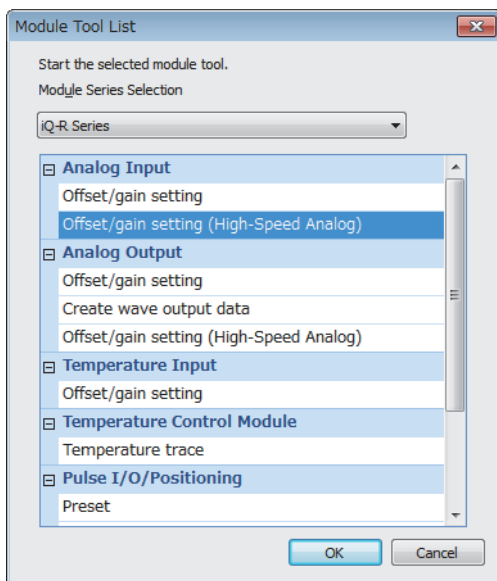 Module Tool List
Start the selected module tool.
Module Series Selection
iQ-R Series
Analog Input
Offset/gain setting
Offset/gain setting (High-Speed Analog)
Analog Output
Offset/gain setting
Create wave output data
Offset/gain setting (High-Speed Analog)
Temperature Input
Offset/gain setting
Temperature Control Module
Temperature trace
Pulse I/O/Positioning
Preset
OK Cancel